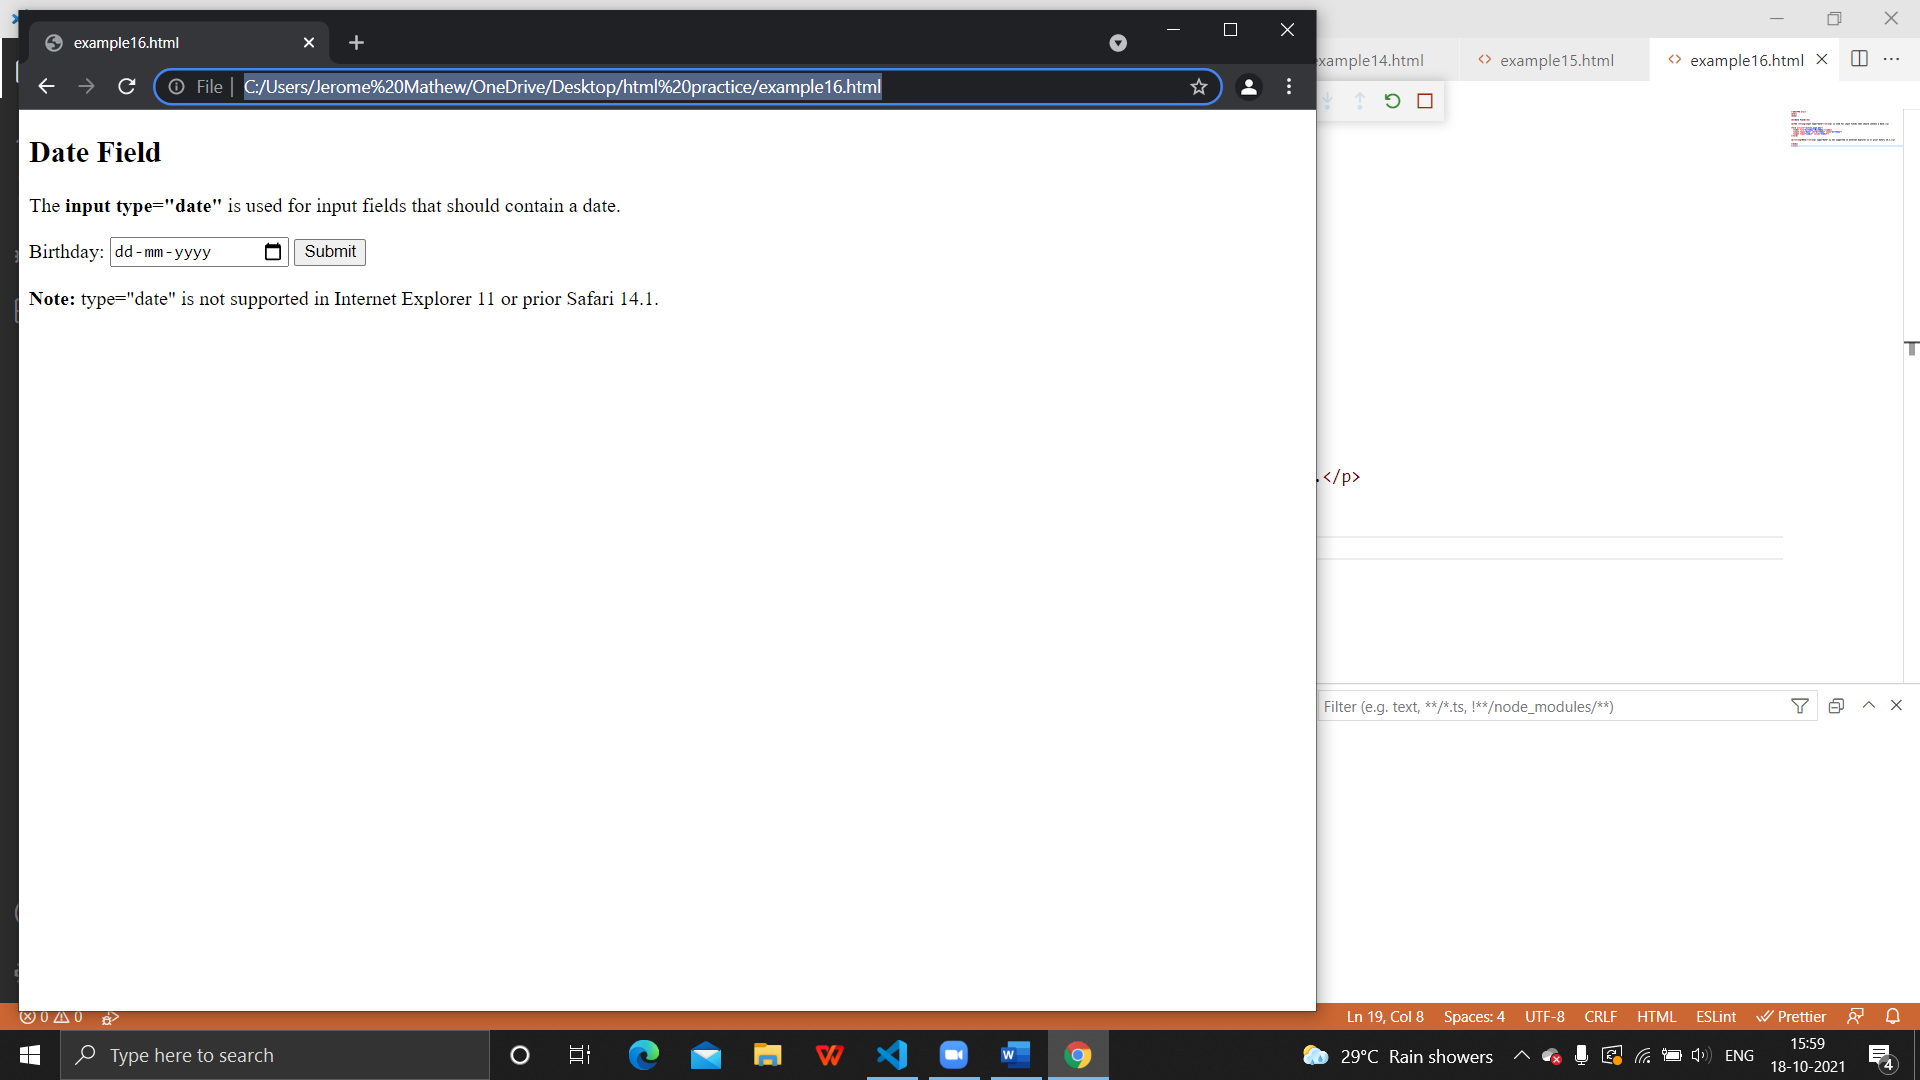 example16.html
File
C:/Users/Jerome%20Mathew/OneDrive/Desktop/html%20practice/example16.html
example14.html
example15.html
example16.html
Date Field
The input type="date" is used for input fields that should contain a date.
Birthday: dd-mm-yyyy Submit
Note: type="date" is not supported in Internet Explorer 11 or prior Safari 14.1.
.</p>
Filter (e.g. text, **/*.ts, !**/node_modules/**)
0 0
Ln 19, Col 8 Spaces: 4 UTF-8 CRLF HTML ESLint Prettier
Type here to search
29°C Rain showers
ENG
15:59
18-10-2021
4